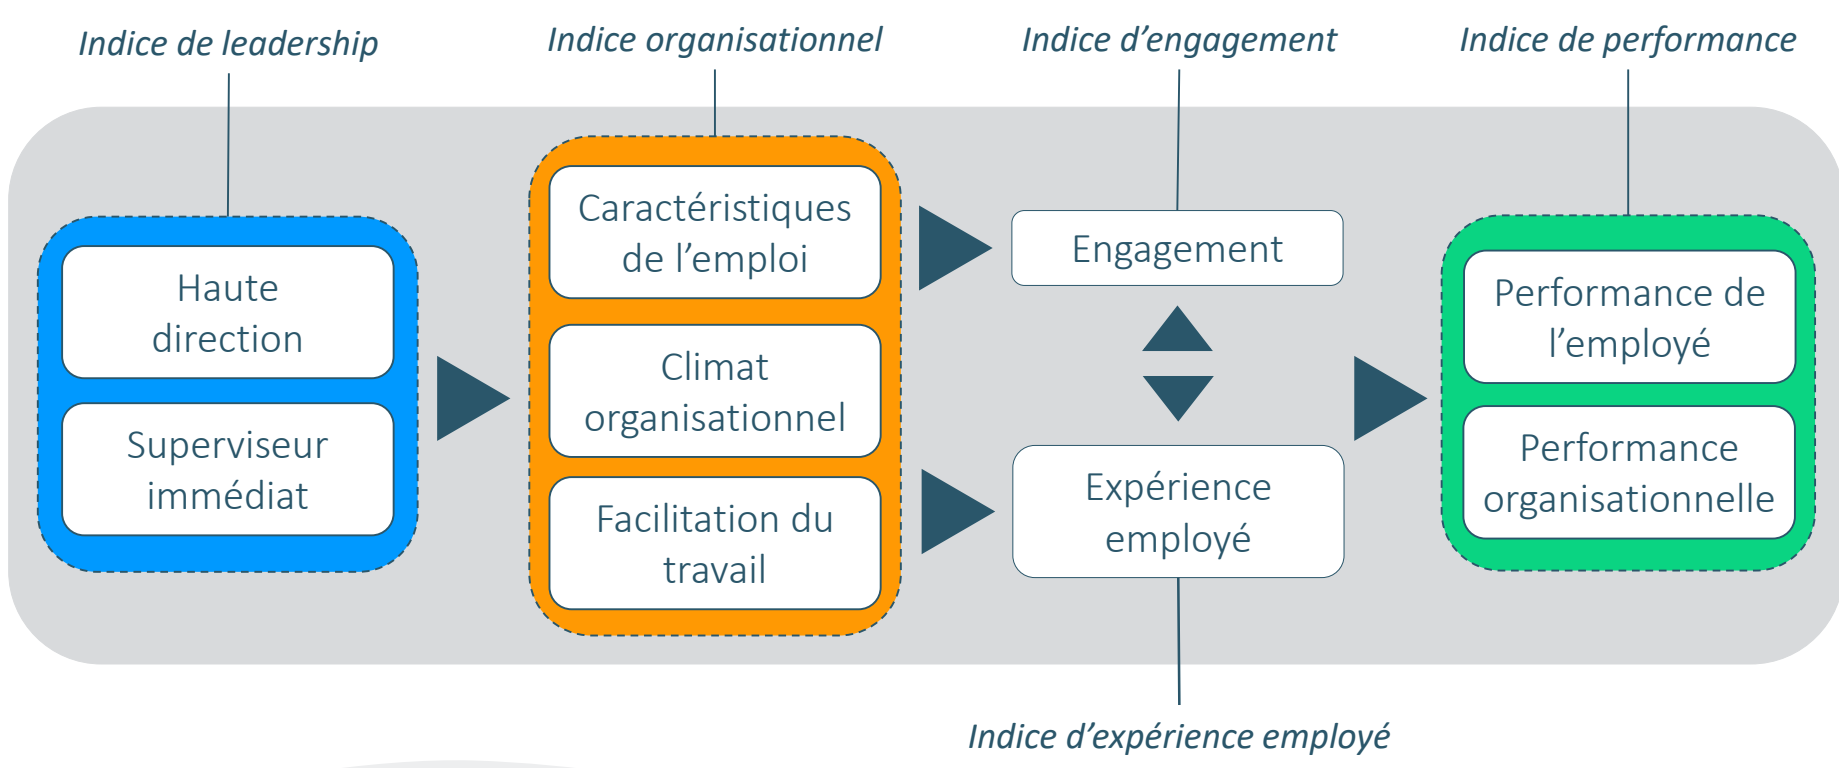 Indice de leadership
Indice organisationnel
Indice d’engagement
Indice de performance
Haute
direction
Superviseur
immédiat
Caractéristiques
de l’emploi
Climat
organisationnel
Facilitation du
travail
Engagement
Expérience
employé
Performance de
l’employé
Performance
organisationnelle
Indice d’expérience employé